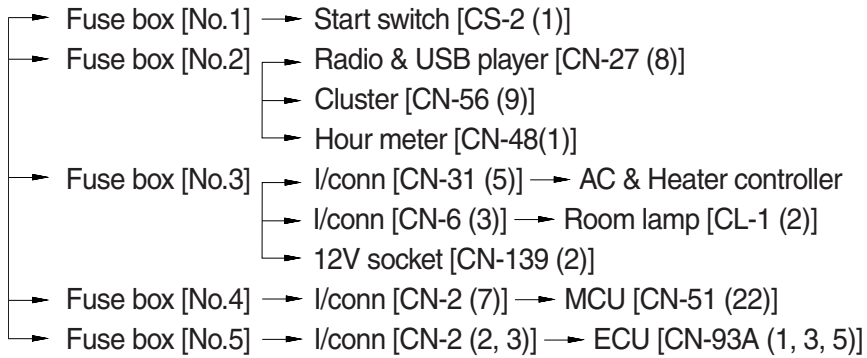 Fuse box [No.1] → Start switch [CS-2 (1)]
Fuse box [No.2] → Radio & USB player [CN-27 (8)]
→ Cluster [CN-56 (9)]
→ Hour meter [CN-48(1)]
Fuse box [No.3] → I/conn [CN-31 (5)] → AC & Heater controller
→ I/conn [CN-6 (3)] → Room lamp [CL-1 (2)]
→ 12V socket [CN-139 (2)]
Fuse box [No.4] → I/conn [CN-2 (7)] → MCU [CN-51 (22)]
Fuse box [No.5] → I/conn [CN-2 (2, 3)] → ECU [CN-93A (1, 3, 5)]